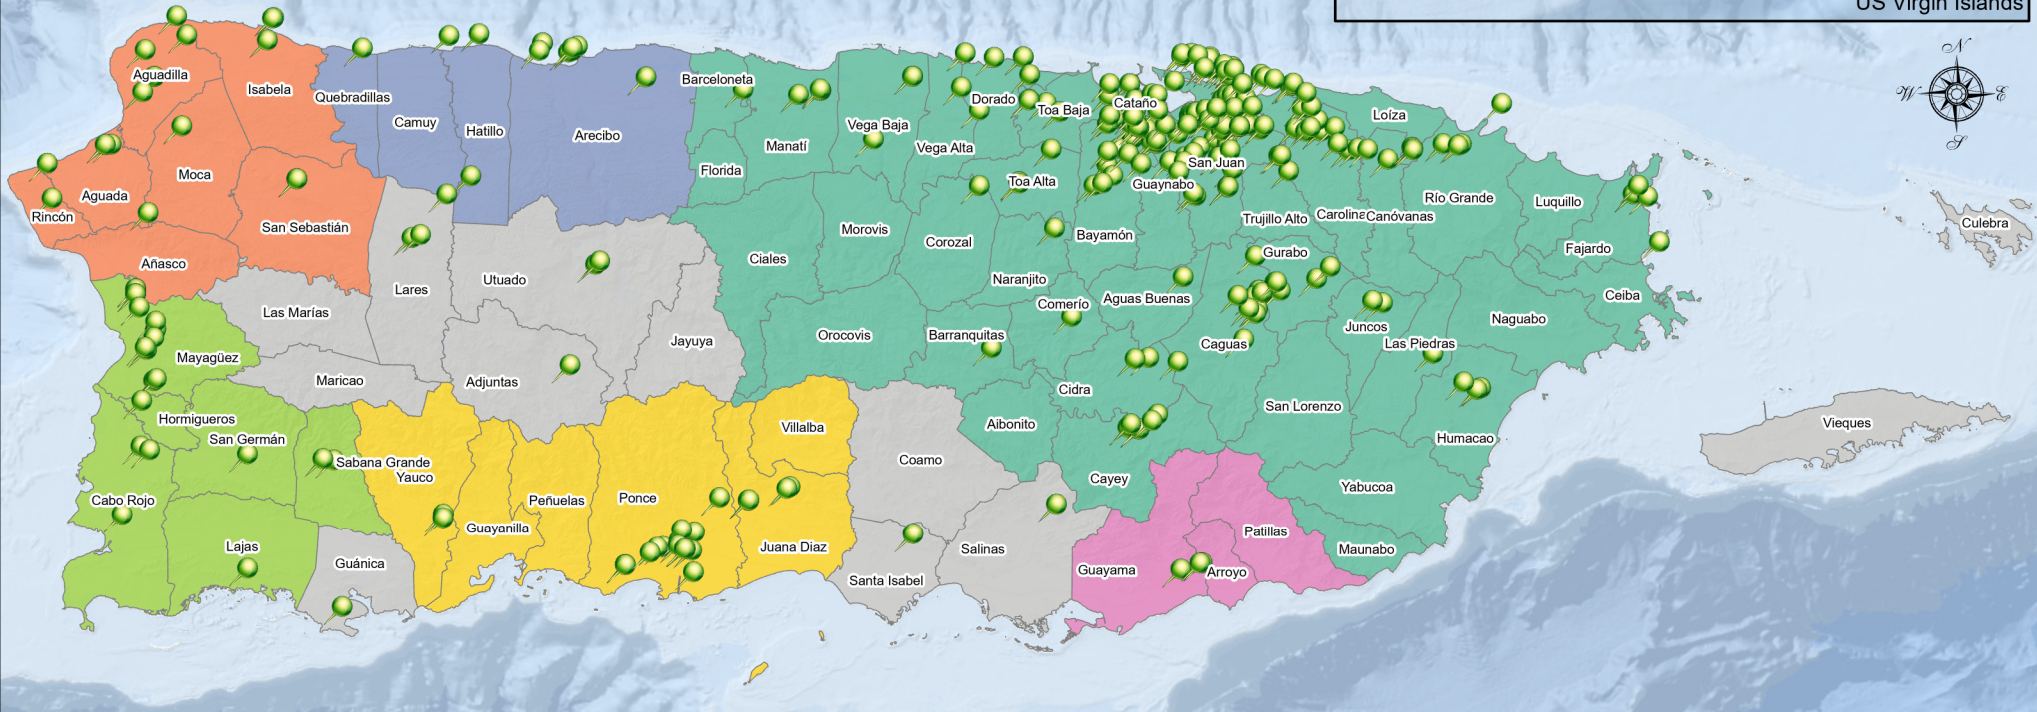 US Virgin Islands
N
W E
S
Aguadilla
Isabela
Quebradillas
Camuy
Hatillo
Arecibo
Barceloneta
Manatí
Vega Baja
Vega Alta
Dorado
Toa Baja
Cataño
Loíza
Moca
Aguada
Rincón
San Sebastián
Añasco
Florida
Toa Alta
Guaynabo
San Juan
Trujillo Alto
Carolina
Canóvanas
Río Grande
Luquillo
Fajardo
Ceiba
Culebra
Lares
Utuado
Ciales
Morovis
Corozal
Naranjito
Bayamón
Comerío
Aguas Buenas
Gurabo
Juncos
Las Piedras
Naguabo
Las Marías
Mayagüez
Maricao
Adjuntas
Jayuya
Orocovis
Barranquitas
Caguas
Cidra
San Lorenzo
Humacao
Vieques
Hormigueros
San Germán
Sabana Grande
Yauco
Cabo Rojo
Lajas
Guánica
Guayanilla
Peñuelas
Ponce
Villalba
Juana Diaz
Coamo
Aibonito
Cayey
Santa Isabel
Salinas
Guayama
Arroyo
Patillas
Yabucoa
Maunabo